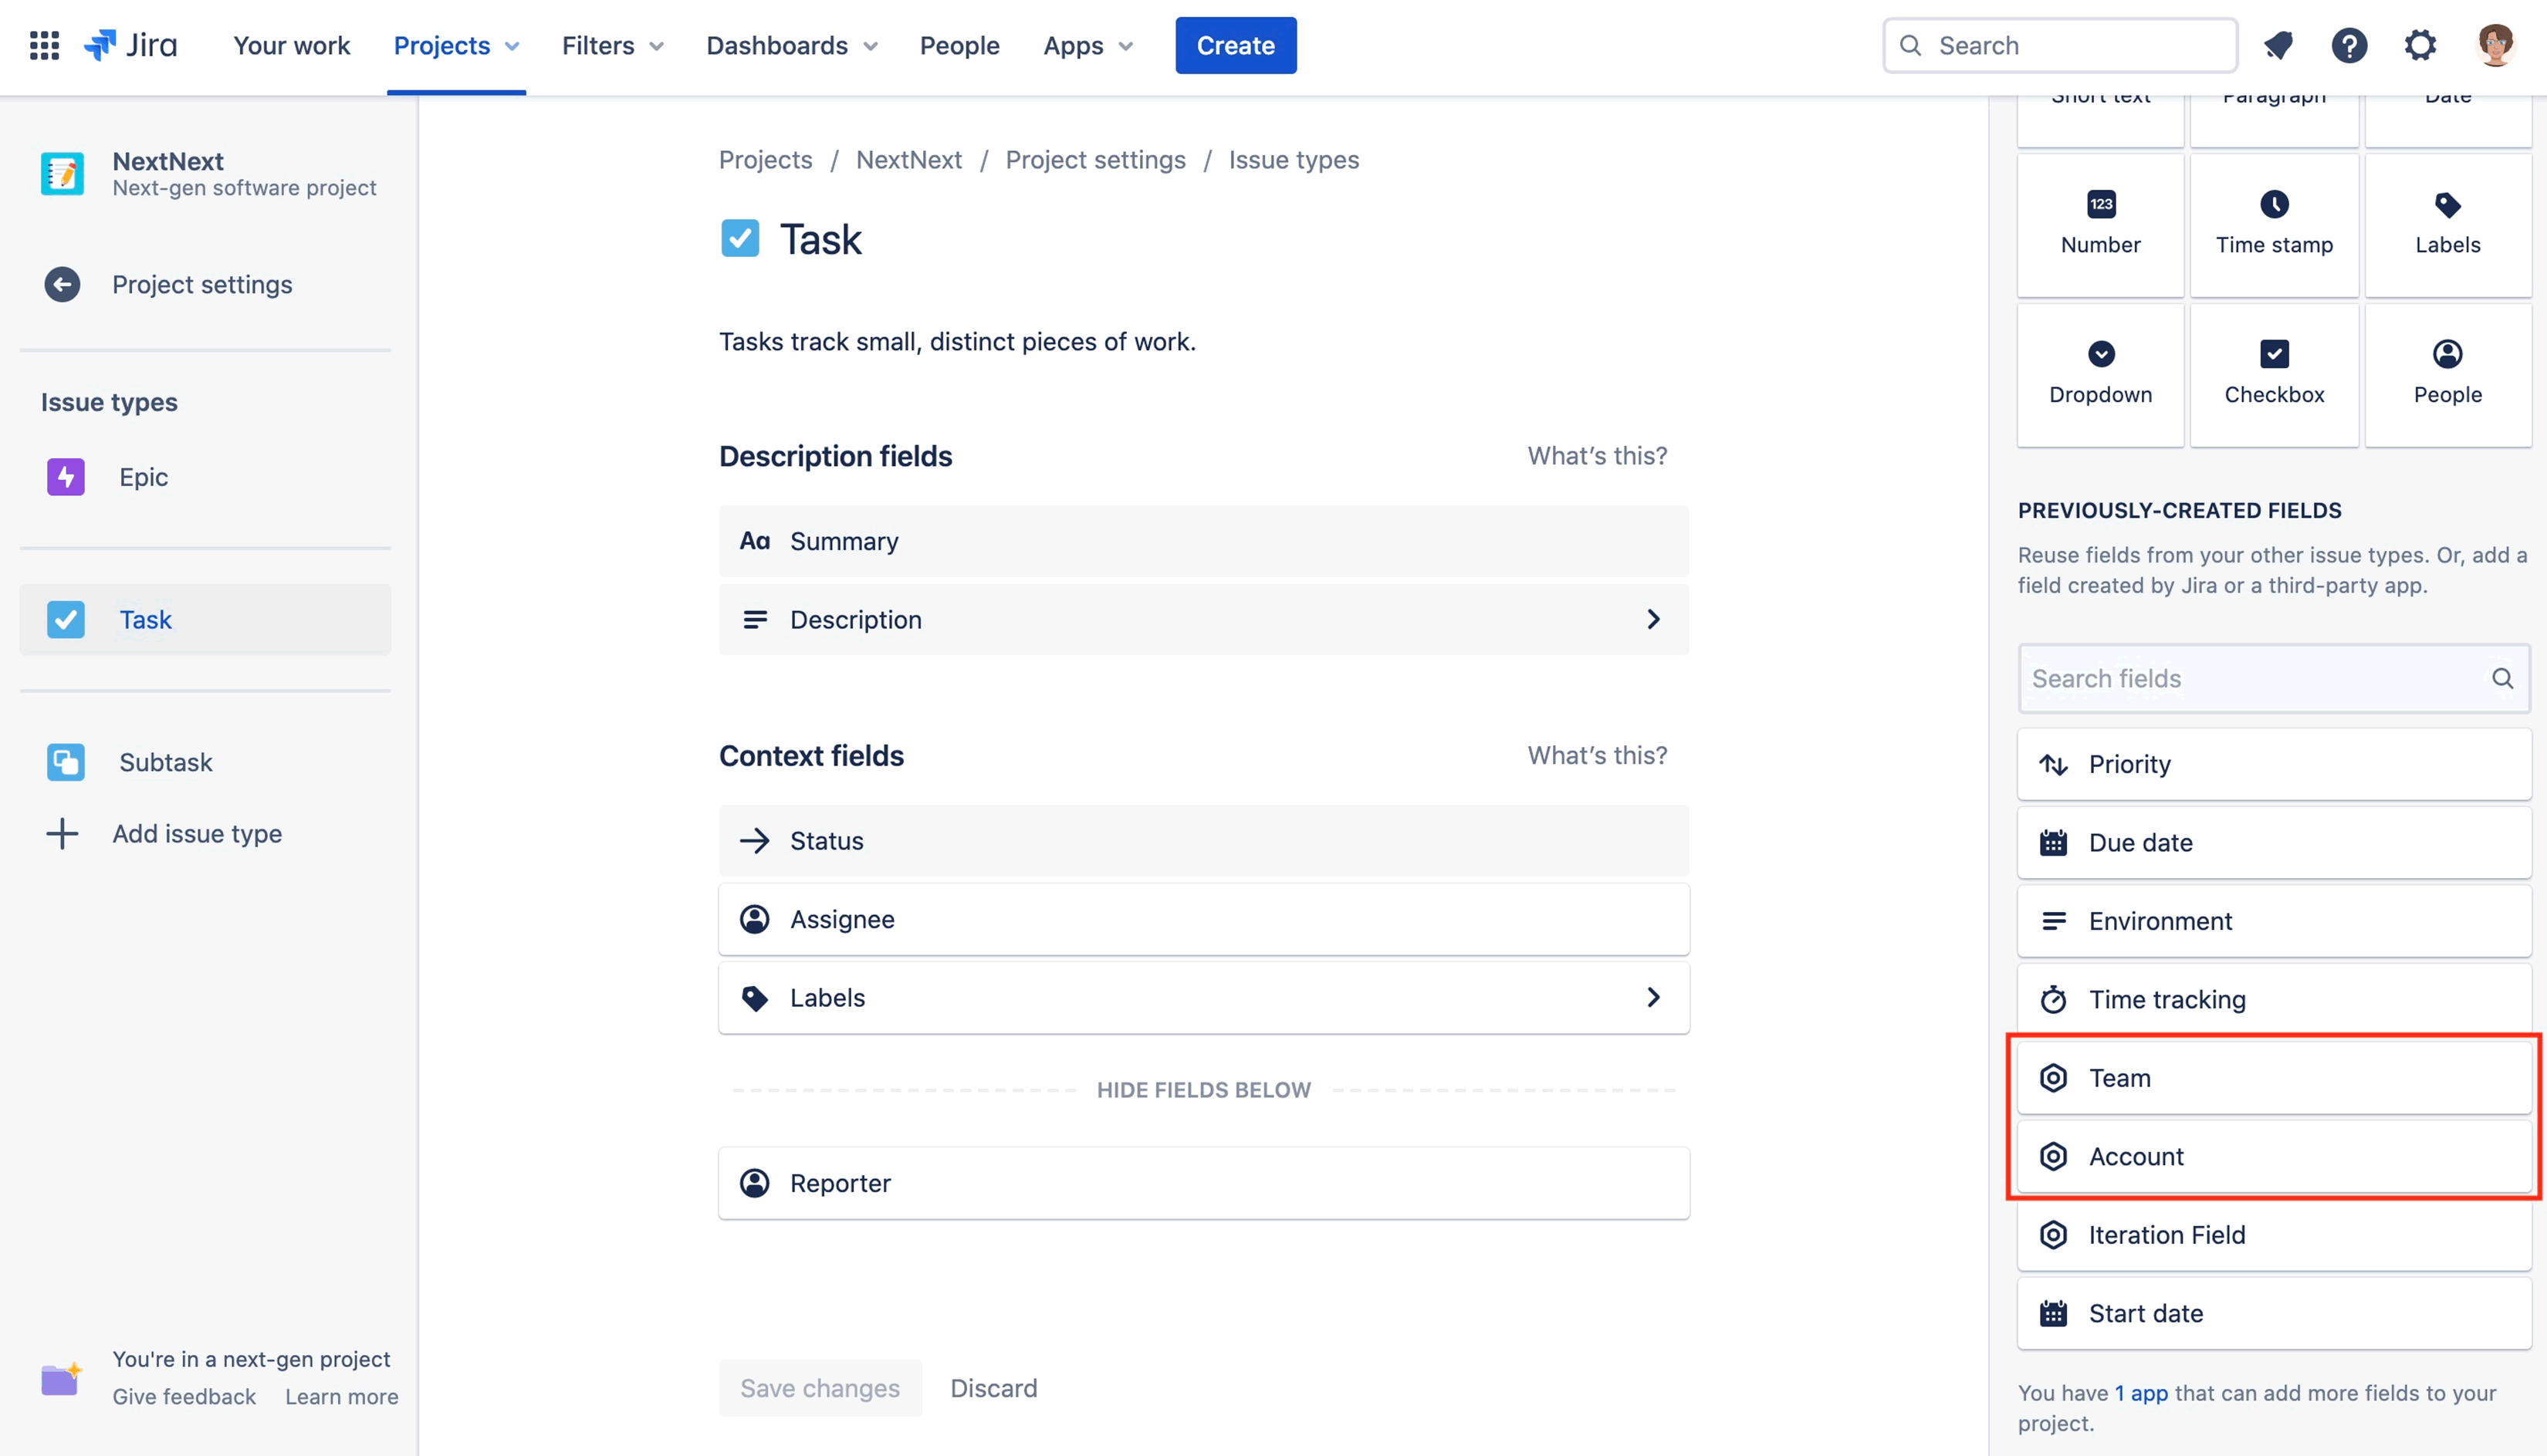 Jira
Your work
Projects
Filters
Dashboards
People
Apps
Create
Search
NextNext
Next-gen software project
Project settings
Issue types
Epic
Task
Subtask
Add issue type
You're in a next-gen project
Give feedback
Learn more
Projects / NextNext / Project settings / Issue types
Task
Tasks track small, distinct pieces of work.
Description fields
What's this?
Aa Summary
Description
Context fields
What's this?
Status
Assignee
Labels
HIDE FIELDS BELOW
Reporter
Save changes
Discard
Short text
Paragraph
Date
123
Number
Time stamp
Labels
Dropdown
Checkbox
People
PREVIOUSLY-CREATED FIELDS
Reuse fields from your other issue types. Or, add a
field created by Jira or a third-party app.
Search fields
Priority
Due date
Environment
Time tracking
Team
Account
Iteration Field
Start date
You have 1 app that can add more fields to your
project.